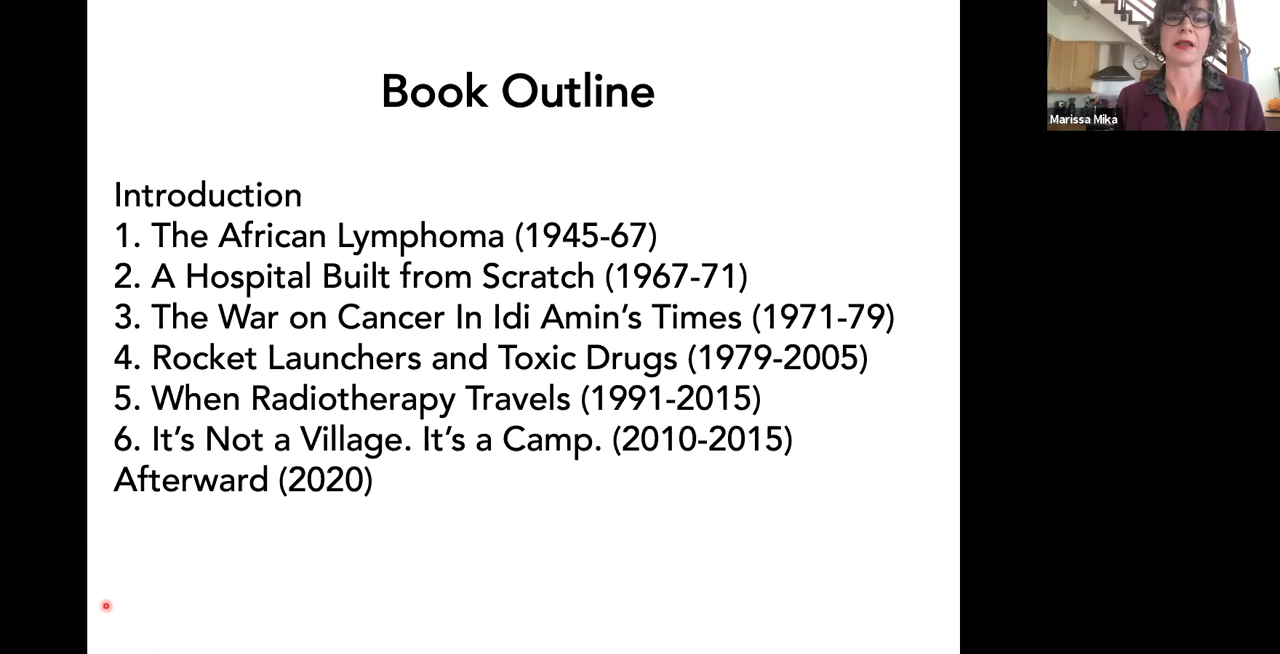 Book Outline
Introduction
1. The African Lymphoma (1945-67)
2. A Hospital Built from Scratch (1967-71)
3. The War on Cancer In Idi Amin’s Times (1971-79)
4. Rocket Launchers and Toxic Drugs (1979-2005)
5. When Radiotherapy Travels (1991-2015)
6. It’s Not a Village. It’s a Camp. (2010-2015)
Afterward (2020)
Marissa Mika